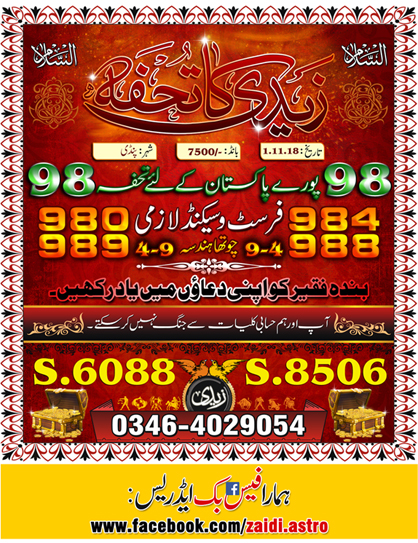 السلام السلام
زیدی کا تحفہ
تاریخ: 1.11.18 بانڈ: 7500/- شہر: پنڈی
98 پورے پاکستان کے لئے تحفہ 98
984 فرسٹ و سیکنڈ لازمی 980
988 9-4 چوتھا ہندسہ 4-9 989
بندہ فقیر کو اپنی دعاؤں میں یاد رکھیں۔
آپ اور ہم حسابی کلیات سے جنگ نہیں کر سکتے۔
S.6088 S.8506
زیدی
0346-4029054
ہمارا فیس بک ایڈریس:
www.facebook.com/zaidi.astro